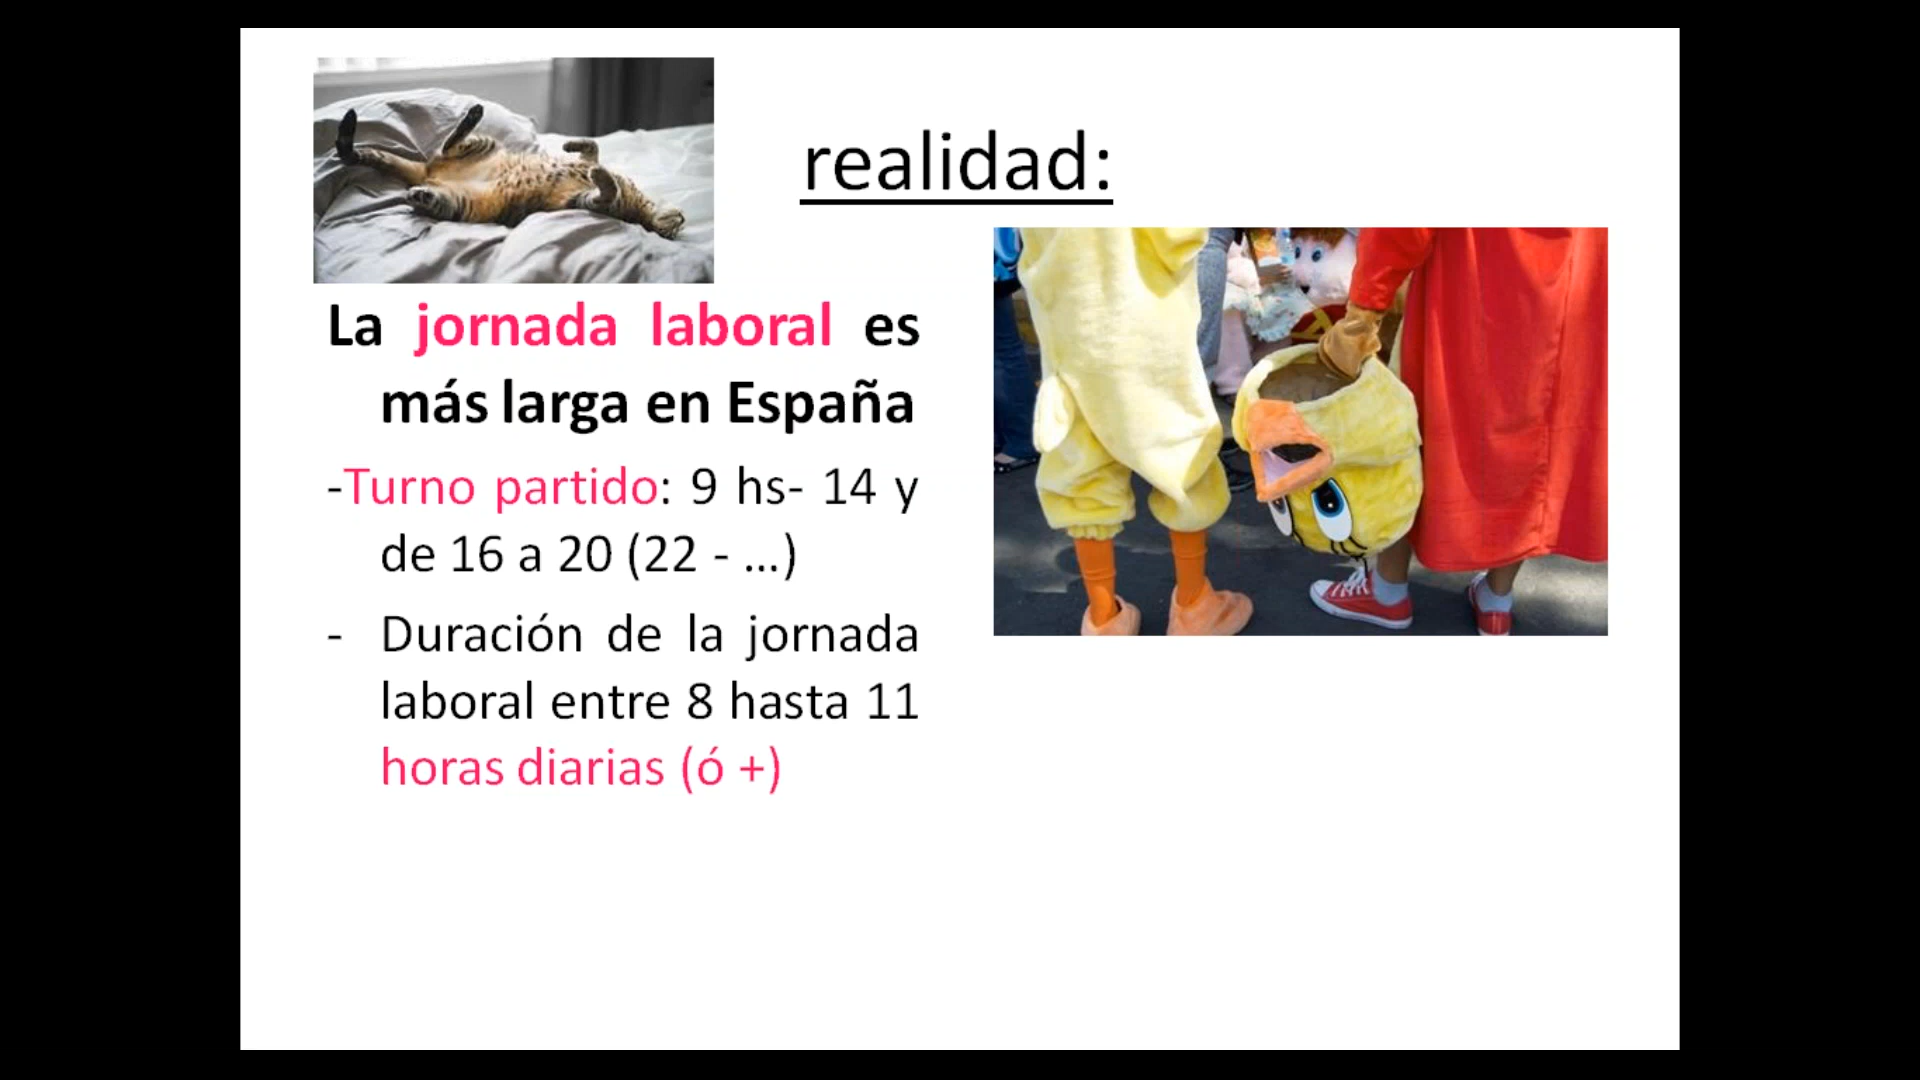 realidad:
La jornada laboral es
más larga en España
-Turno partido: 9 hs- 14 y
de 16 a 20 (22 - ...)
- Duración de la jornada
laboral entre 8 hasta 11
horas diarias (ó +)